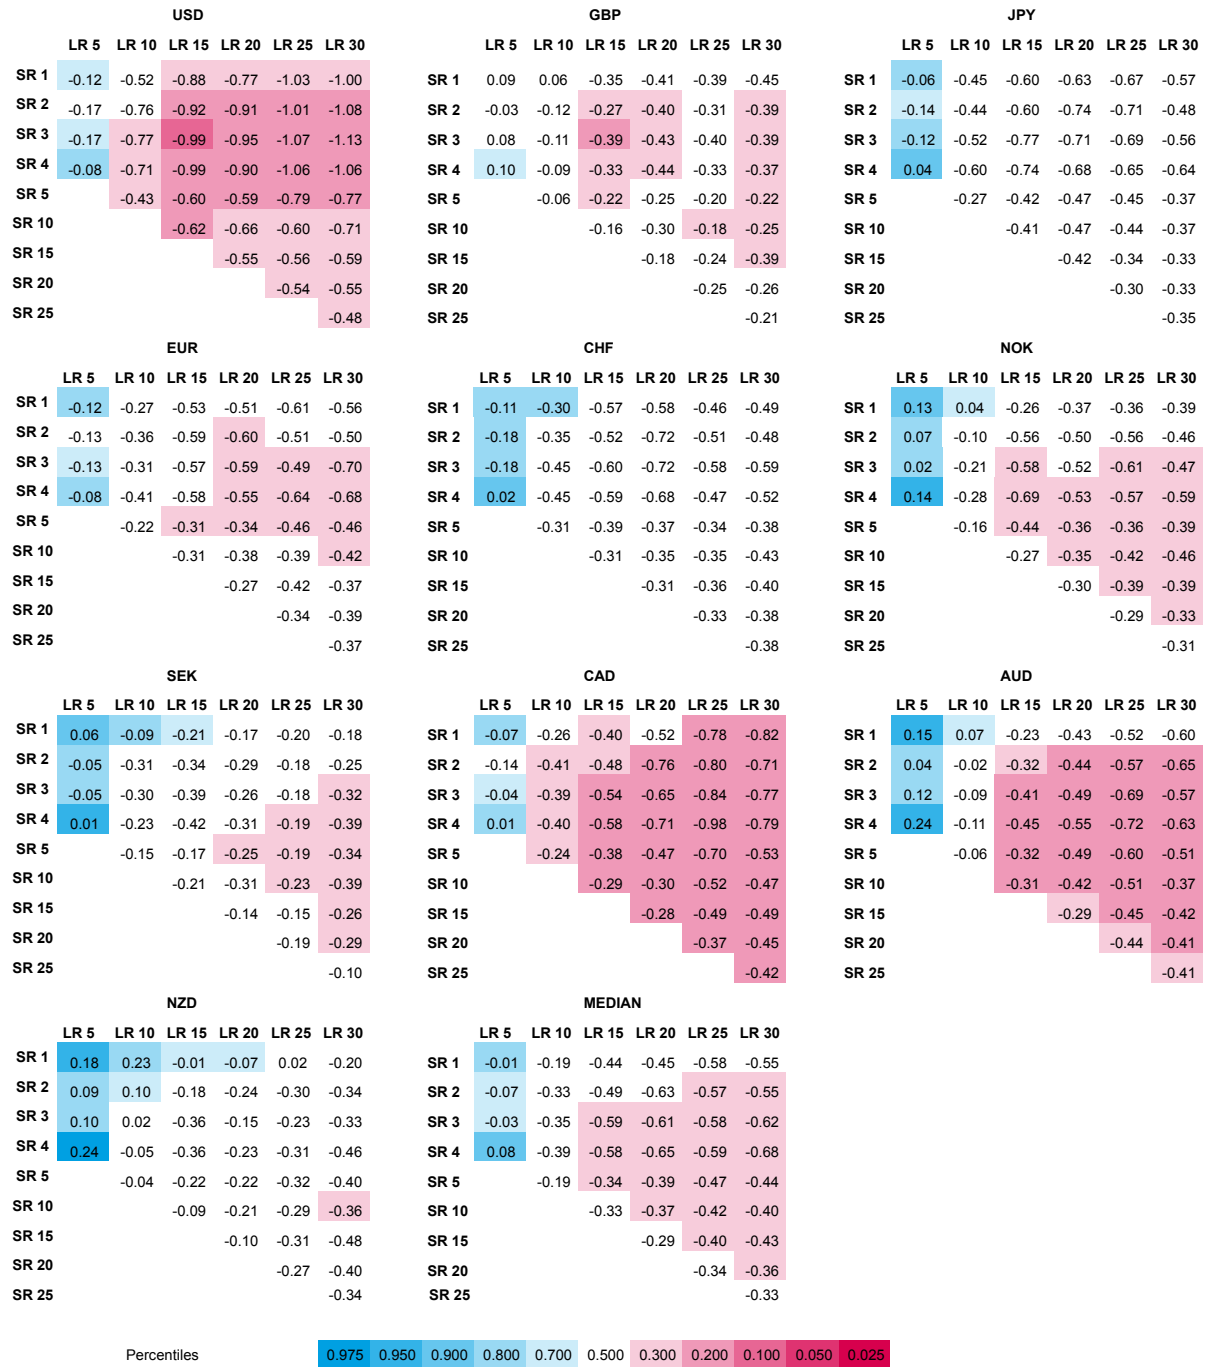 USD GBP JPY
LR 5 LR 10 LR 15 LR 20 LR 25 LR 30 LR 5 LR 10 LR 15 LR 20 LR 25 LR 30 LR 5 LR 10 LR 15 LR 20 LR 25 LR 30
SR 1 -0.12 -0.52 -0.88 -0.77 -1.03 -1.00 SR 1 0.09 0.06 -0.35 -0.41 -0.39 -0.45 SR 1 -0.06 -0.45 -0.60 -0.63 -0.67 -0.57
SR 2 -0.17 -0.76 -0.92 -0.91 -1.01 -1.08 SR 2 -0.03 -0.12 -0.27 -0.40 -0.31 -0.39 SR 2 -0.14 -0.44 -0.60 -0.74 -0.71 -0.48
SR 3 -0.17 -0.77 -0.99 -0.95 -1.07 -1.13 SR 3 0.08 -0.11 -0.39 -0.43 -0.40 -0.39 SR 3 -0.12 -0.52 -0.77 -0.71 -0.69 -0.56
SR 4 -0.08 -0.71 -0.99 -0.90 -1.06 -1.06 SR 4 0.10 -0.09 -0.33 -0.44 -0.33 -0.37 SR 4 0.04 -0.60 -0.74 -0.68 -0.65 -0.64
SR 5 -0.43 -0.60 -0.59 -0.79 -0.77 SR 5 -0.06 -0.22 -0.25 -0.20 -0.22 SR 5 -0.27 -0.42 -0.47 -0.45 -0.37
SR 10 -0.62 -0.66 -0.60 -0.71 SR 10 -0.16 -0.30 -0.18 -0.25 SR 10 -0.41 -0.47 -0.44 -0.37
SR 15 -0.55 -0.56 -0.59 SR 15 -0.18 -0.24 -0.39 SR 15 -0.42 -0.34 -0.33
SR 20 -0.54 -0.55 SR 20 -0.25 -0.26 SR 20 -0.30 -0.33
SR 25 -0.48 SR 25 -0.21 SR 25 -0.35
EUR CHF NOK
LR 5 LR 10 LR 15 LR 20 LR 25 LR 30 LR 5 LR 10 LR 15 LR 20 LR 25 LR 30 LR 5 LR 10 LR 15 LR 20 LR 25 LR 30
SR 1 -0.12 -0.27 -0.53 -0.51 -0.61 -0.56 SR 1 -0.11 -0.30 -0.57 -0.58 -0.46 -0.49 SR 1 0.13 0.04 -0.26 -0.37 -0.36 -0.39
SR 2 -0.13 -0.36 -0.59 -0.60 -0.51 -0.50 SR 2 -0.18 -0.35 -0.52 -0.72 -0.51 -0.48 SR 2 0.07 -0.10 -0.56 -0.50 -0.56 -0.46
SR 3 -0.13 -0.31 -0.57 -0.59 -0.49 -0.70 SR 3 -0.18 -0.45 -0.60 -0.72 -0.58 -0.59 SR 3 0.02 -0.21 -0.58 -0.52 -0.61 -0.47
SR 4 -0.08 -0.41 -0.58 -0.55 -0.64 -0.68 SR 4 0.02 -0.45 -0.59 -0.68 -0.47 -0.52 SR 4 0.14 -0.28 -0.69 -0.53 -0.57 -0.59
SR 5 -0.22 -0.31 -0.34 -0.46 -0.46 SR 5 -0.31 -0.39 -0.37 -0.34 -0.38 SR 5 -0.16 -0.44 -0.36 -0.36 -0.39
SR 10 -0.31 -0.38 -0.39 -0.42 SR 10 -0.31 -0.35 -0.35 -0.43 SR 10 -0.27 -0.35 -0.42 -0.46
SR 15 -0.27 -0.42 -0.37 SR 15 -0.31 -0.36 -0.40 SR 15 -0.30 -0.39 -0.39
SR 20 -0.34 -0.39 SR 20 -0.33 -0.38 SR 20 -0.29 -0.33
SR 25 -0.37 SR 25 -0.38 SR 25 -0.31
SEK CAD AUD
LR 5 LR 10 LR 15 LR 20 LR 25 LR 30 LR 5 LR 10 LR 15 LR 20 LR 25 LR 30 LR 5 LR 10 LR 15 LR 20 LR 25 LR 30
SR 1 0.06 -0.09 -0.21 -0.17 -0.20 -0.18 SR 1 -0.07 -0.26 -0.40 -0.52 -0.78 -0.82 SR 1 0.15 0.07 -0.23 -0.43 -0.52 -0.60
SR 2 -0.05 -0.31 -0.34 -0.29 -0.18 -0.25 SR 2 -0.14 -0.41 -0.48 -0.76 -0.80 -0.71 SR 2 0.04 -0.02 -0.32 -0.44 -0.57 -0.65
SR 3 -0.05 -0.30 -0.39 -0.26 -0.18 -0.32 SR 3 -0.04 -0.39 -0.54 -0.65 -0.84 -0.77 SR 3 0.12 -0.09 -0.41 -0.49 -0.69 -0.57
SR 4 0.01 -0.23 -0.42 -0.31 -0.19 -0.39 SR 4 0.01 -0.40 -0.58 -0.71 -0.98 -0.79 SR 4 0.24 -0.11 -0.45 -0.55 -0.72 -0.63
SR 5 -0.15 -0.17 -0.25 -0.19 -0.34 SR 5 -0.24 -0.38 -0.47 -0.70 -0.53 SR 5 -0.06 -0.32 -0.49 -0.60 -0.51
SR 10 -0.21 -0.31 -0.23 -0.39 SR 10 -0.29 -0.30 -0.52 -0.47 SR 10 -0.31 -0.42 -0.51 -0.37
SR 15 -0.14 -0.15 -0.26 SR 15 -0.28 -0.49 -0.49 SR 15 -0.29 -0.45 -0.42
SR 20 -0.19 -0.29 SR 20 -0.37 -0.45 SR 20 -0.44 -0.41
SR 25 -0.10 SR 25 -0.42 SR 25 -0.41
NZD MEDIAN
LR 5 LR 10 LR 15 LR 20 LR 25 LR 30 LR 5 LR 10 LR 15 LR 20 LR 25 LR 30
SR 1 0.18 0.23 -0.01 -0.07 0.02 -0.20 SR 1 -0.01 -0.19 -0.44 -0.45 -0.58 -0.55
SR 2 0.09 0.10 -0.18 -0.24 -0.30 -0.34 SR 2 -0.07 -0.33 -0.49 -0.63 -0.57 -0.55
SR 3 0.10 0.02 -0.36 -0.15 -0.23 -0.33 SR 3 -0.03 -0.35 -0.59 -0.61 -0.58 -0.62
SR 4 0.24 -0.05 -0.36 -0.23 -0.31 -0.46 SR 4 0.08 -0.39 -0.58 -0.65 -0.59 -0.68
SR 5 -0.04 -0.22 -0.22 -0.32 -0.40 SR 5 -0.19 -0.34 -0.39 -0.47 -0.44
SR 10 -0.09 -0.21 -0.29 -0.36 SR 10 -0.33 -0.37 -0.42 -0.40
SR 15 -0.10 -0.31 -0.48 SR 15 -0.29 -0.40 -0.43
SR 20 -0.27 -0.40 SR 20 -0.34 -0.36
SR 25 -0.34 SR 25 -0.33
Percentiles 0.975 0.950 0.900 0.800 0.700 0.500 0.300 0.200 0.100 0.050 0.025